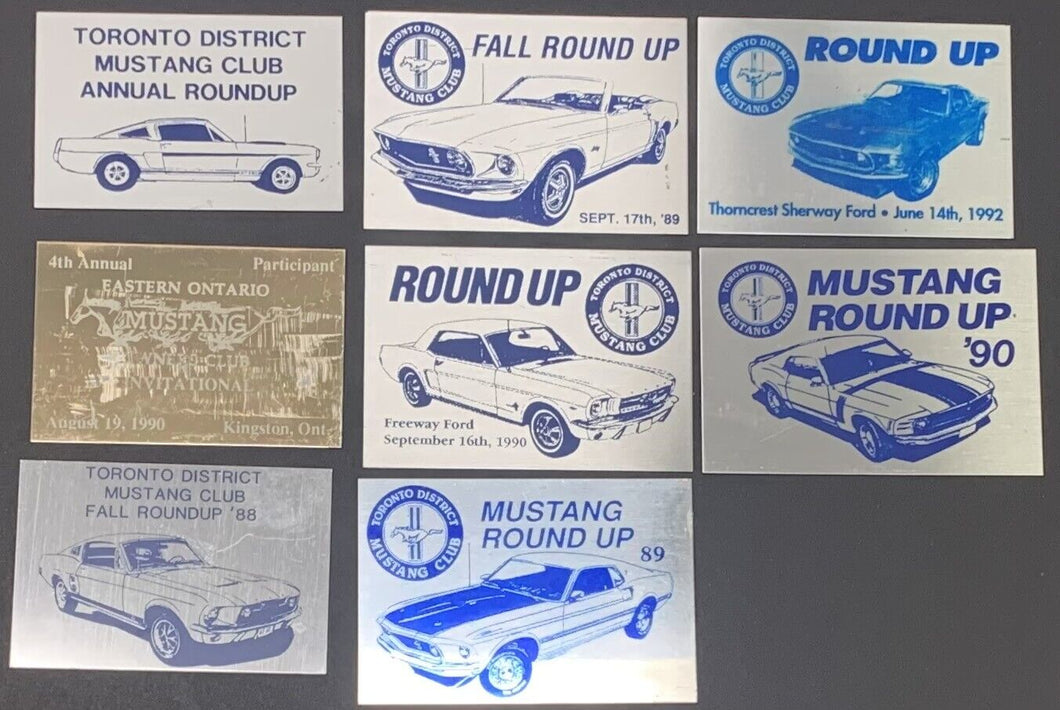 TORONTO DISTRICT
MUSTANG CLUB
ANNUAL ROUNDUP
TORONTO DISTRICT
MUSTANG CLUB
FALL ROUND UP
SEPT. 17th, '89
TORONTO DISTRICT
MUSTANG CLUB
ROUND UP
Thorncrest Sherway Ford • June 14th, 1992
4th Annual Participant
EASTERN ONTARIO
MUSTANG
CLUB
INVITATIONAL
August 19, 1990 Kingston, Ont.
ROUND UP
TORONTO DISTRICT
MUSTANG CLUB
Freeway Ford
September 16th, 1990
TORONTO DISTRICT
MUSTANG CLUB
MUSTANG
ROUND UP
'90
TORONTO DISTRICT
MUSTANG CLUB
FALL ROUNDUP '88
TORONTO DISTRICT
MUSTANG CLUB
MUSTANG
ROUND UP
89